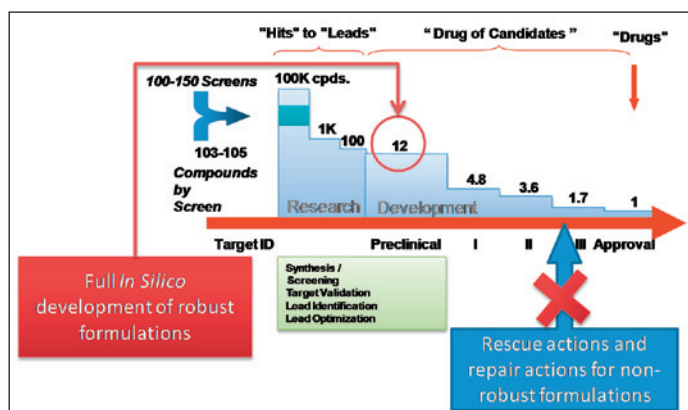 "Hits" to "Leads"
“ Drug of Candidates ”
"Drugs"
100-150 Screens
100K cpds.
103-105
Compounds
by
Screen
1K
100
12
4.8
3.6
1.7
1
Research
Development
Target ID
Preclinical
I
II
III
Approval
Full In Silico
development of robust
formulations
Synthesis /
Screening
Target Validation
Lead Identification
Lead Optimization
Rescue actions and
repair actions for non-
robust formulations